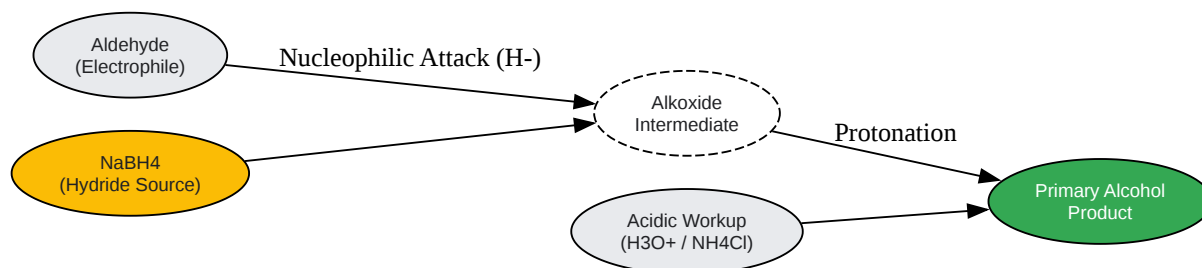 Aldehyde
(Electrophile)
Nucleophilic Attack (H-)
NaBH4
(Hydride Source)
Alkoxide
Intermediate
Protonation
Acidic Workup
(H3O+ / NH4Cl)
Primary Alcohol
Product